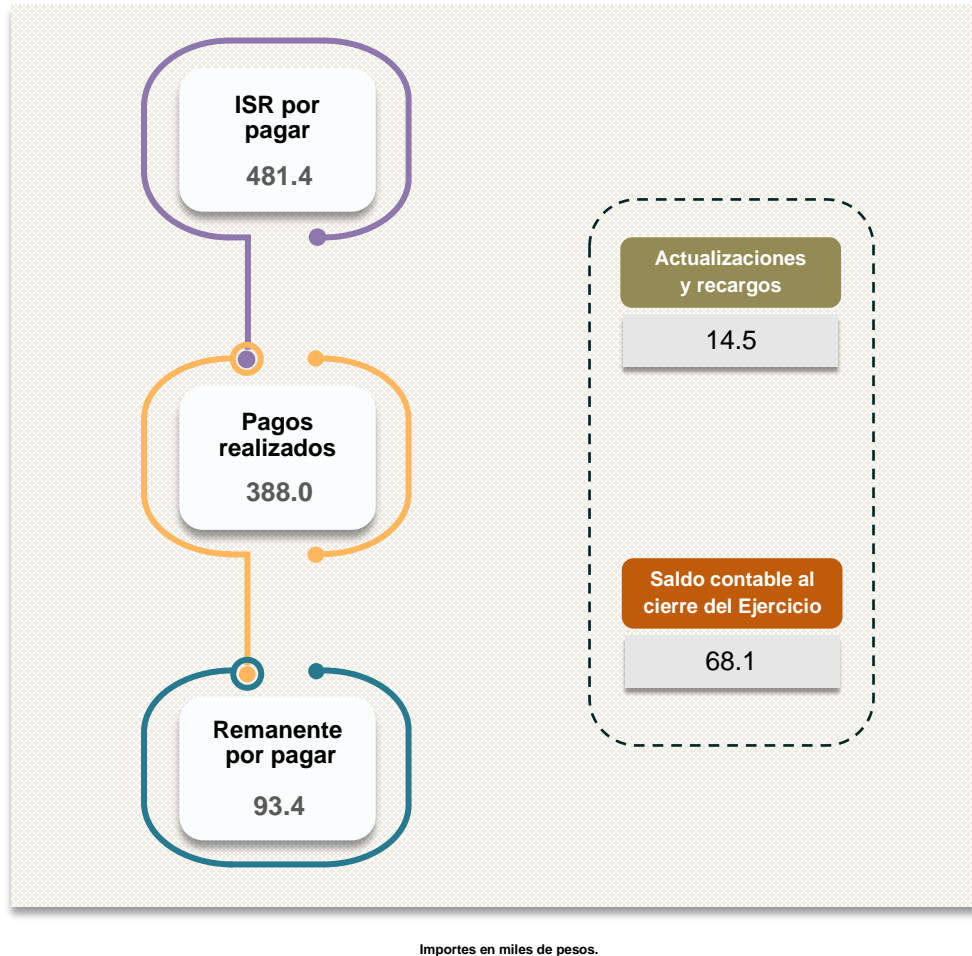 ISR por
pagar
481.4
Pagos
realizados
388.0
Remanente
por pagar
93.4
Actualizaciones
y recargos
14.5
Saldo contable al
cierre del Ejercicio
68.1
Importes en miles de pesos.